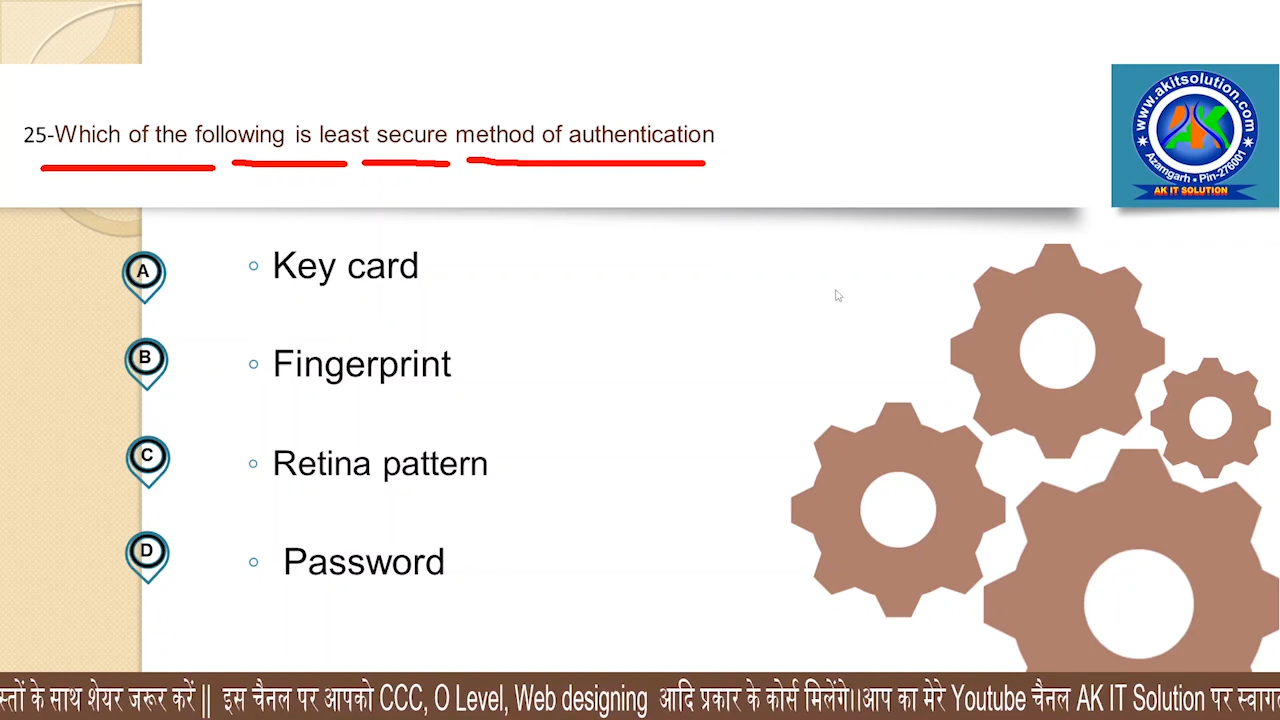 25-Which of the following is least secure method of authentication
www.akitsolution.com
AK
Azamgarh • Pin-276001
AK IT SOLUTION
A
Key card
B
Fingerprint
C
Retina pattern
D
Password
स्तों के साथ शेयर जरूर करें || इस चैनल पर आपको CCC, O Level, Web designing आदि प्रकार के कोर्स मिलेंगे।।आप का मेरे Youtube चैनल AK IT Solution पर स्वाग